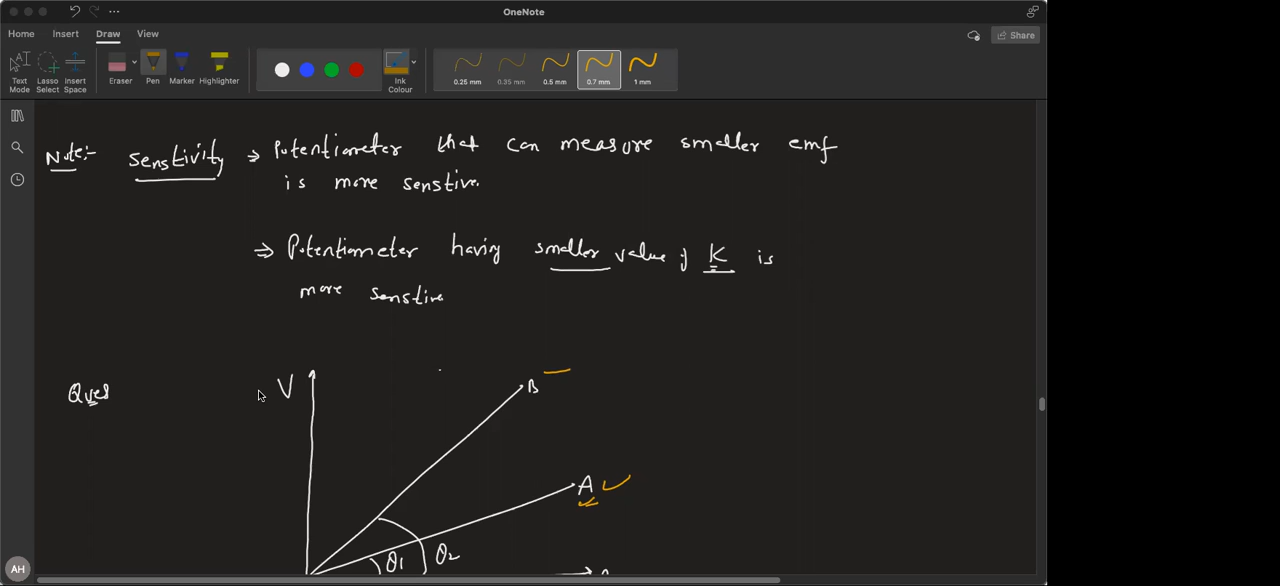 OneNote
Home Insert Draw View
Share
Text Mode Lasso Select Insert Space Eraser Pen Marker Highlighter Ink Colour 0.25 mm 0.35 mm 0.5 mm 0.7 mm 1 mm
Note:- Senstivity ⇒ Potentiometer that can measure smaller emf
is more senstive.
⇒ Potentiometer having smaller value of K is
more senstive
Ques V B
A
θ1 θ2
AH